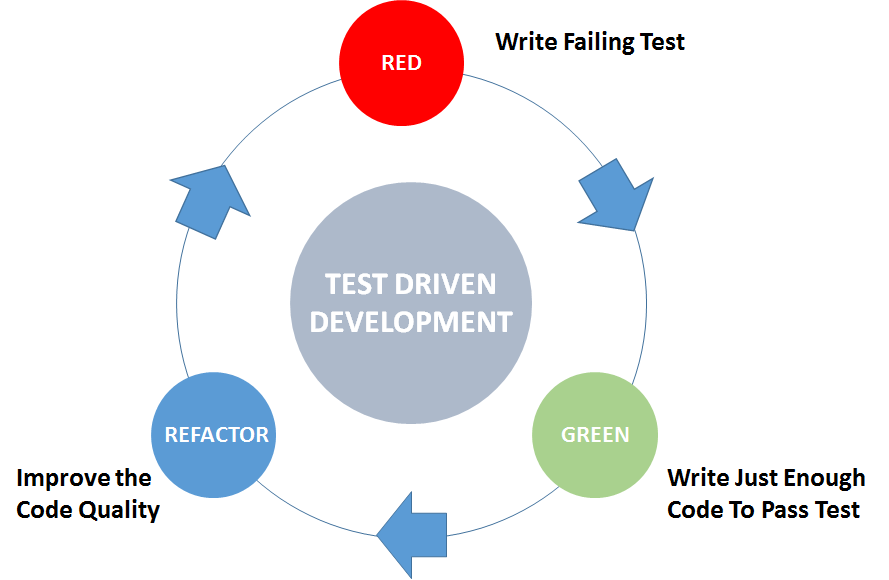 RED
Write Failing Test
TEST DRIVEN
DEVELOPMENT
REFACTOR
GREEN
Improve the
Code Quality
Write Just Enough
Code To Pass Test